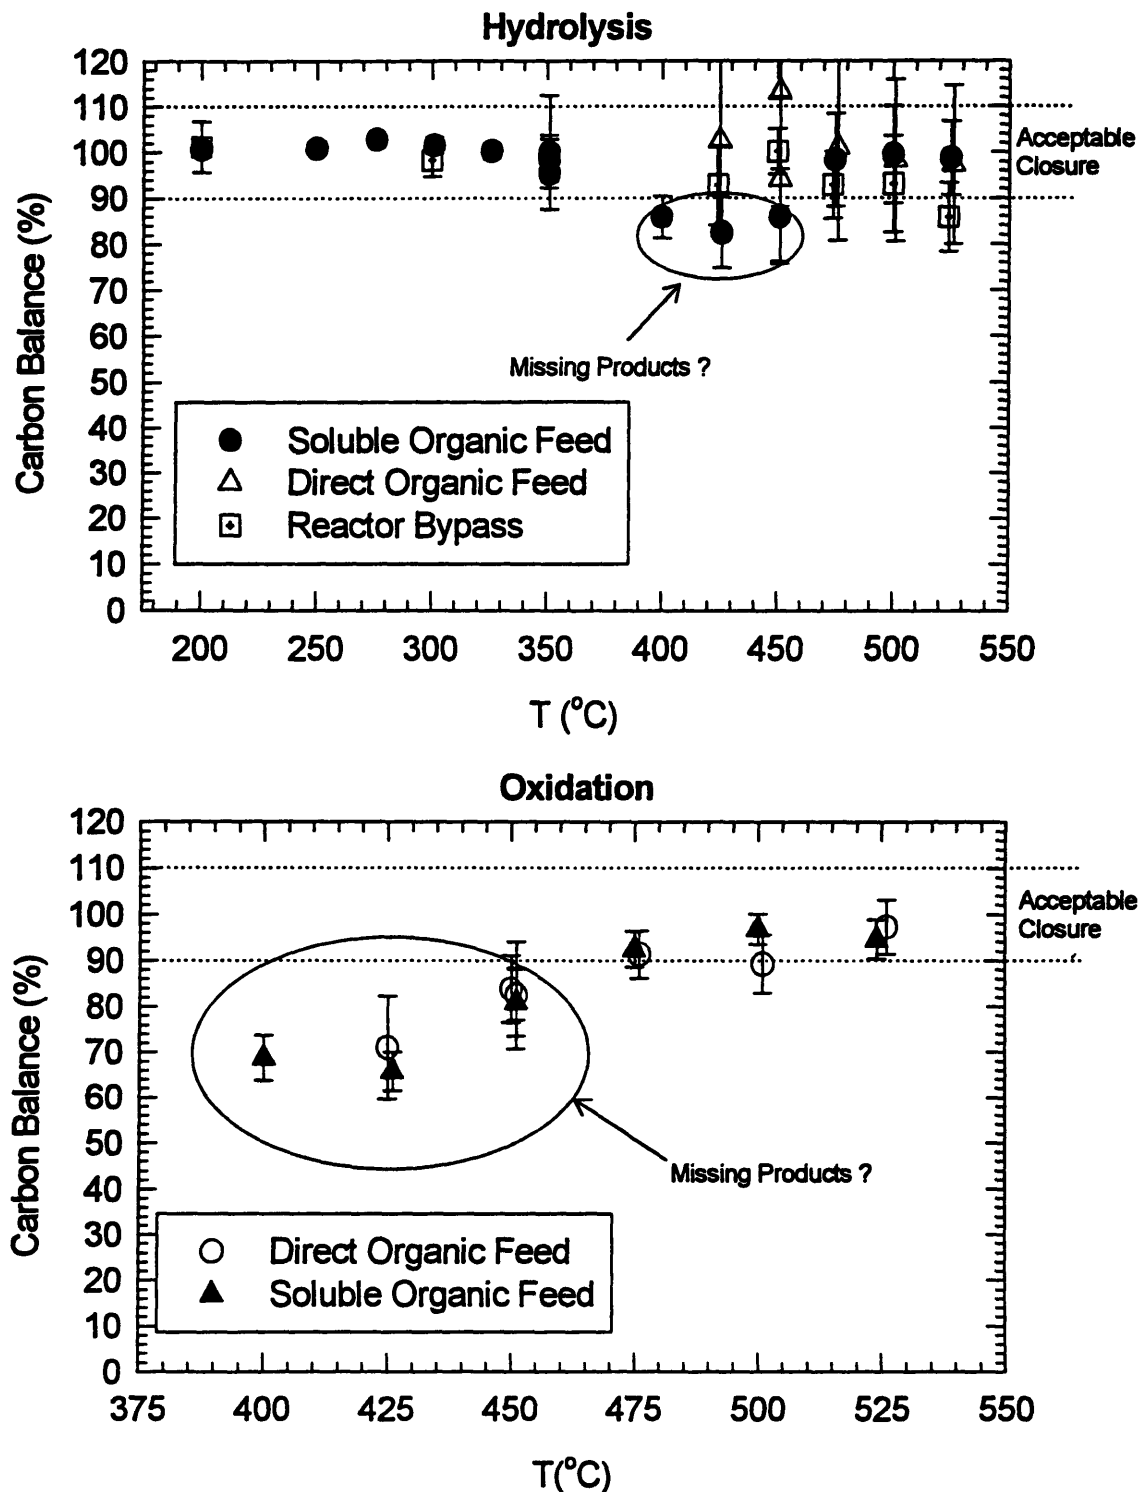 Hydrolysis
120
110
100
90
80
70
60
50
40
30
20
10
0
Carbon Balance (%)
Acceptable
Closure
Missing Products ?
Soluble Organic Feed
Direct Organic Feed
Reactor Bypass
200 250 300 350 400 450 500 550
T (°C)
Oxidation
120
110
100
90
80
70
60
50
40
30
20
10
0
Carbon Balance (%)
Acceptable
Closure
Missing Products ?
Direct Organic Feed
Soluble Organic Feed
375 400 425 450 475 500 525 550
T(°C)